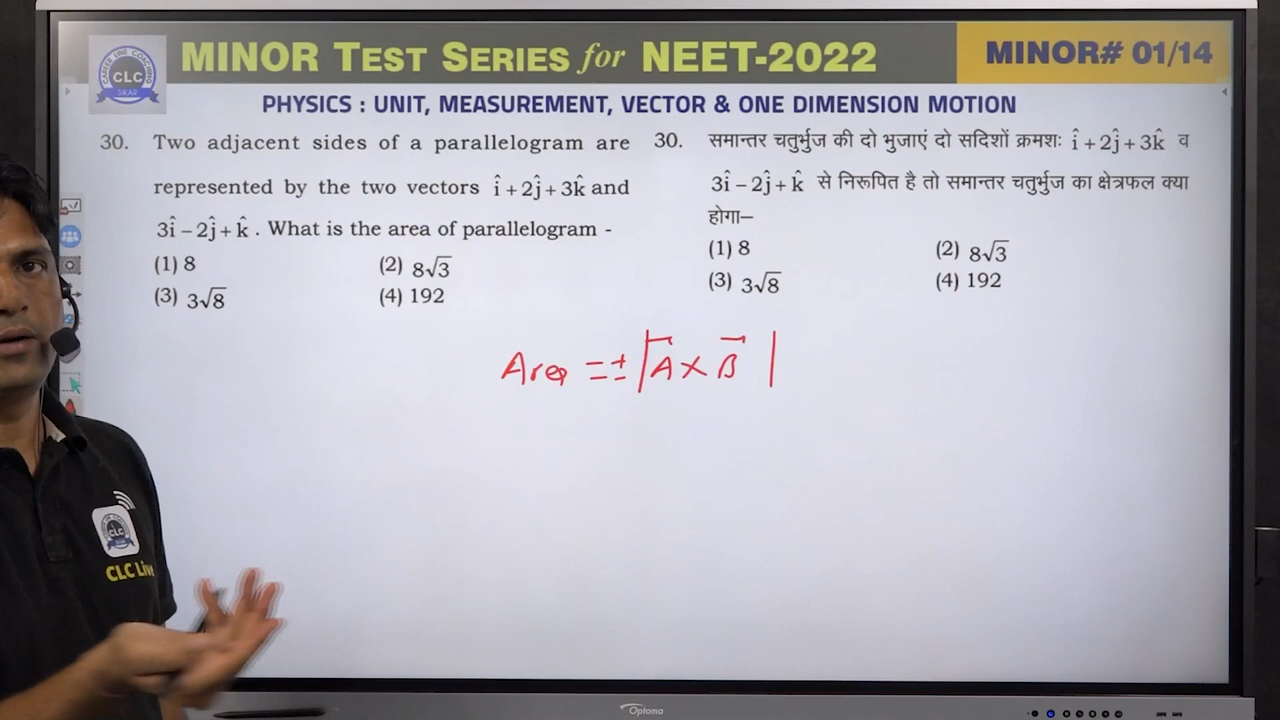 MINOR TEST SERIES for NEET-2022
MINOR# 01/14
CAREER LINE COACHING
CLC
SIKAR
PHYSICS : UNIT, MEASUREMENT, VECTOR & ONE DIMENSION MOTION
30. Two adjacent sides of a parallelogram are
represented by the two vectors î + 2ĵ + 3k̂ and
3î − 2ĵ + k̂ . What is the area of parallelogram -
(1) 8 (2) 8√3
(3) 3√8 (4) 192
30. समान्तर चतुर्भुज की दो भुजाएं दो सदिशों क्रमशः î + 2ĵ + 3k̂ व
3î − 2ĵ + k̂ से निरूपित है तो समान्तर चतुर्भुज का क्षेत्रफल क्या
होगा–
(1) 8 (2) 8√3
(3) 3√8 (4) 192
Area = ± |A⃗ × B⃗|
CLC
CLC Live
Optoma